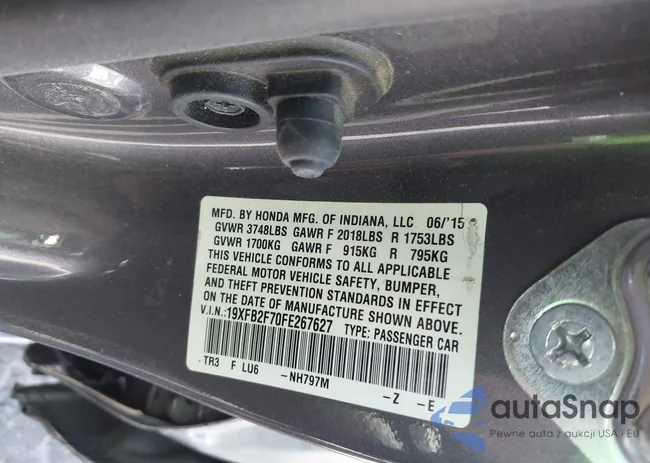 MFD. BY HONDA MFG. OF INDIANA, LLC 06/'15
GVWR 3748LBS GAWR F 2018LBS R 1753LBS
GVWR 1700KG GAWR F 915KG R 795KG
THIS VEHICLE CONFORMS TO ALL APPLICABLE
FEDERAL MOTOR VEHICLE SAFETY, BUMPER,
AND THEFT PREVENTION STANDARDS IN EFFECT
ON THE DATE OF MANUFACTURE SHOWN ABOVE.
V.I.N.:19XFB2F70FE267627 TYPE: PASSENGER CAR
TR3 F LU6 -NH797M -Z -E
autoSnap
Pewne auta z aukcji USA i EU